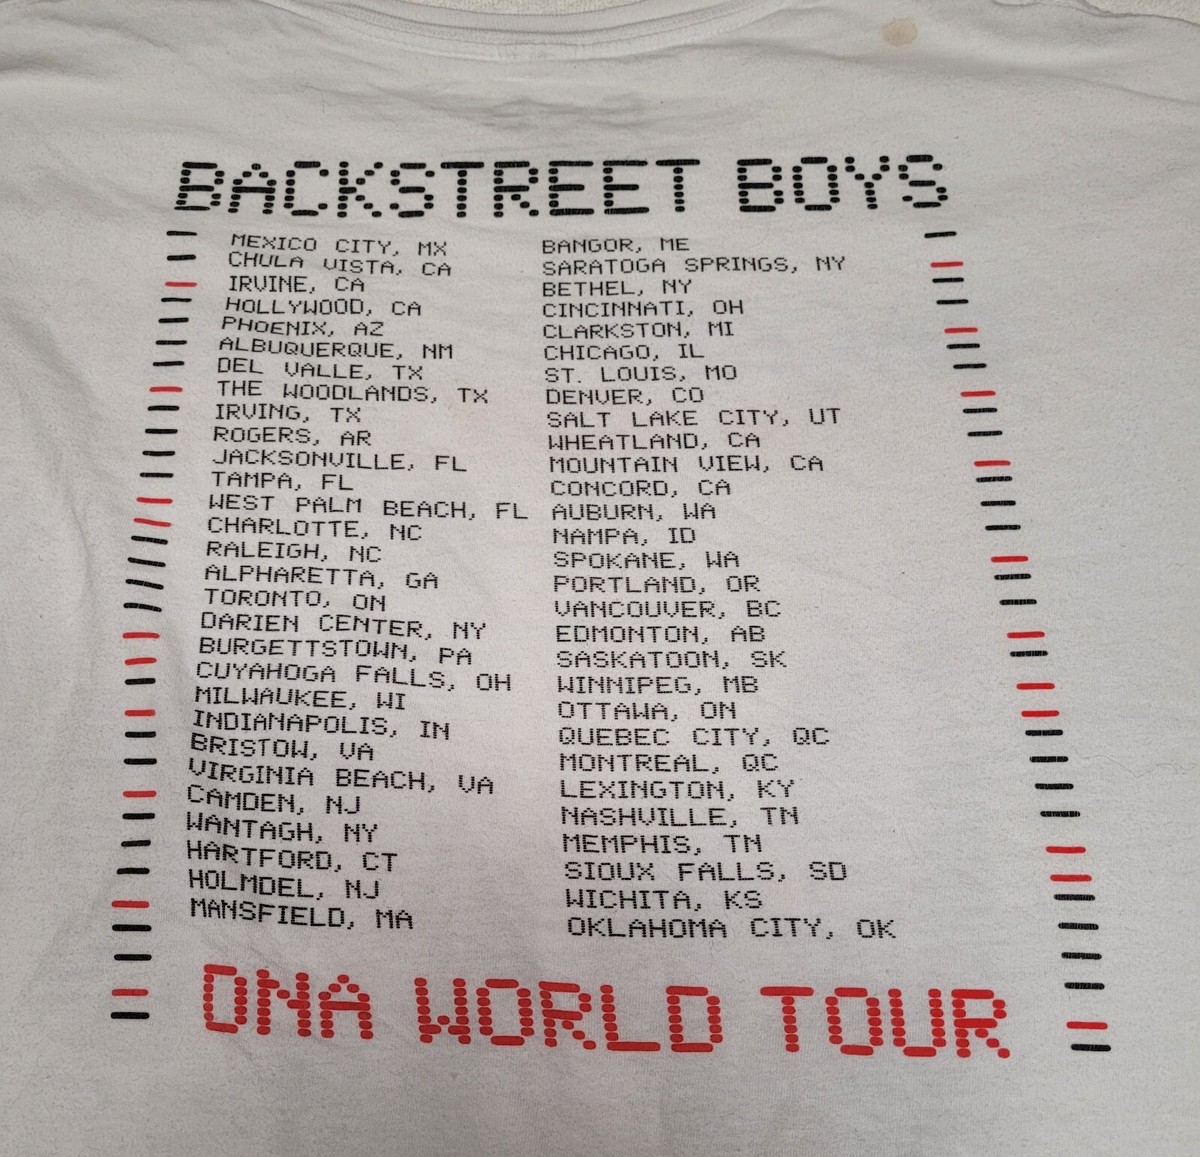 BACKSTREET BOYS
MEXICO CITY, MX
CHULA VISTA, CA
IRVINE, CA
HOLLYWOOD, CA
PHOENIX, AZ
ALBUQUERQUE, NM
DEL VALLE, TX
THE WOODLANDS, TX
IRVING, TX
ROGERS, AR
JACKSONVILLE, FL
TAMPA, FL
WEST PALM BEACH, FL
CHARLOTTE, NC
RALEIGH, NC
ALPHARETTA, GA
TORONTO, ON
DARIEN CENTER, NY
BURGETTSTOWN, PA
CUYAHOGA FALLS, OH
MILWAUKEE, WI
INDIANAPOLIS, IN
BRISTOW, VA
VIRGINIA BEACH, VA
CAMDEN, NJ
WANTAGH, NY
HARTFORD, CT
HOLMDEL, NJ
MANSFIELD, MA
BANGOR, ME
SARATOGA SPRINGS, NY
BETHEL, NY
CINCINNATI, OH
CLARKSTON, MI
CHICAGO, IL
ST. LOUIS, MO
DENVER, CO
SALT LAKE CITY, UT
WHEATLAND, CA
MOUNTAIN VIEW, CA
CONCORD, CA
AUBURN, WA
NAMPA, ID
SPOKANE, WA
PORTLAND, OR
VANCOUVER, BC
EDMONTON, AB
SASKATOON, SK
WINNIPEG, MB
OTTAWA, ON
QUEBEC CITY, QC
MONTREAL, QC
LEXINGTON, KY
NASHVILLE, TN
MEMPHIS, TN
SIOUX FALLS, SD
WICHITA, KS
OKLAHOMA CITY, OK
DNA WORLD TOUR